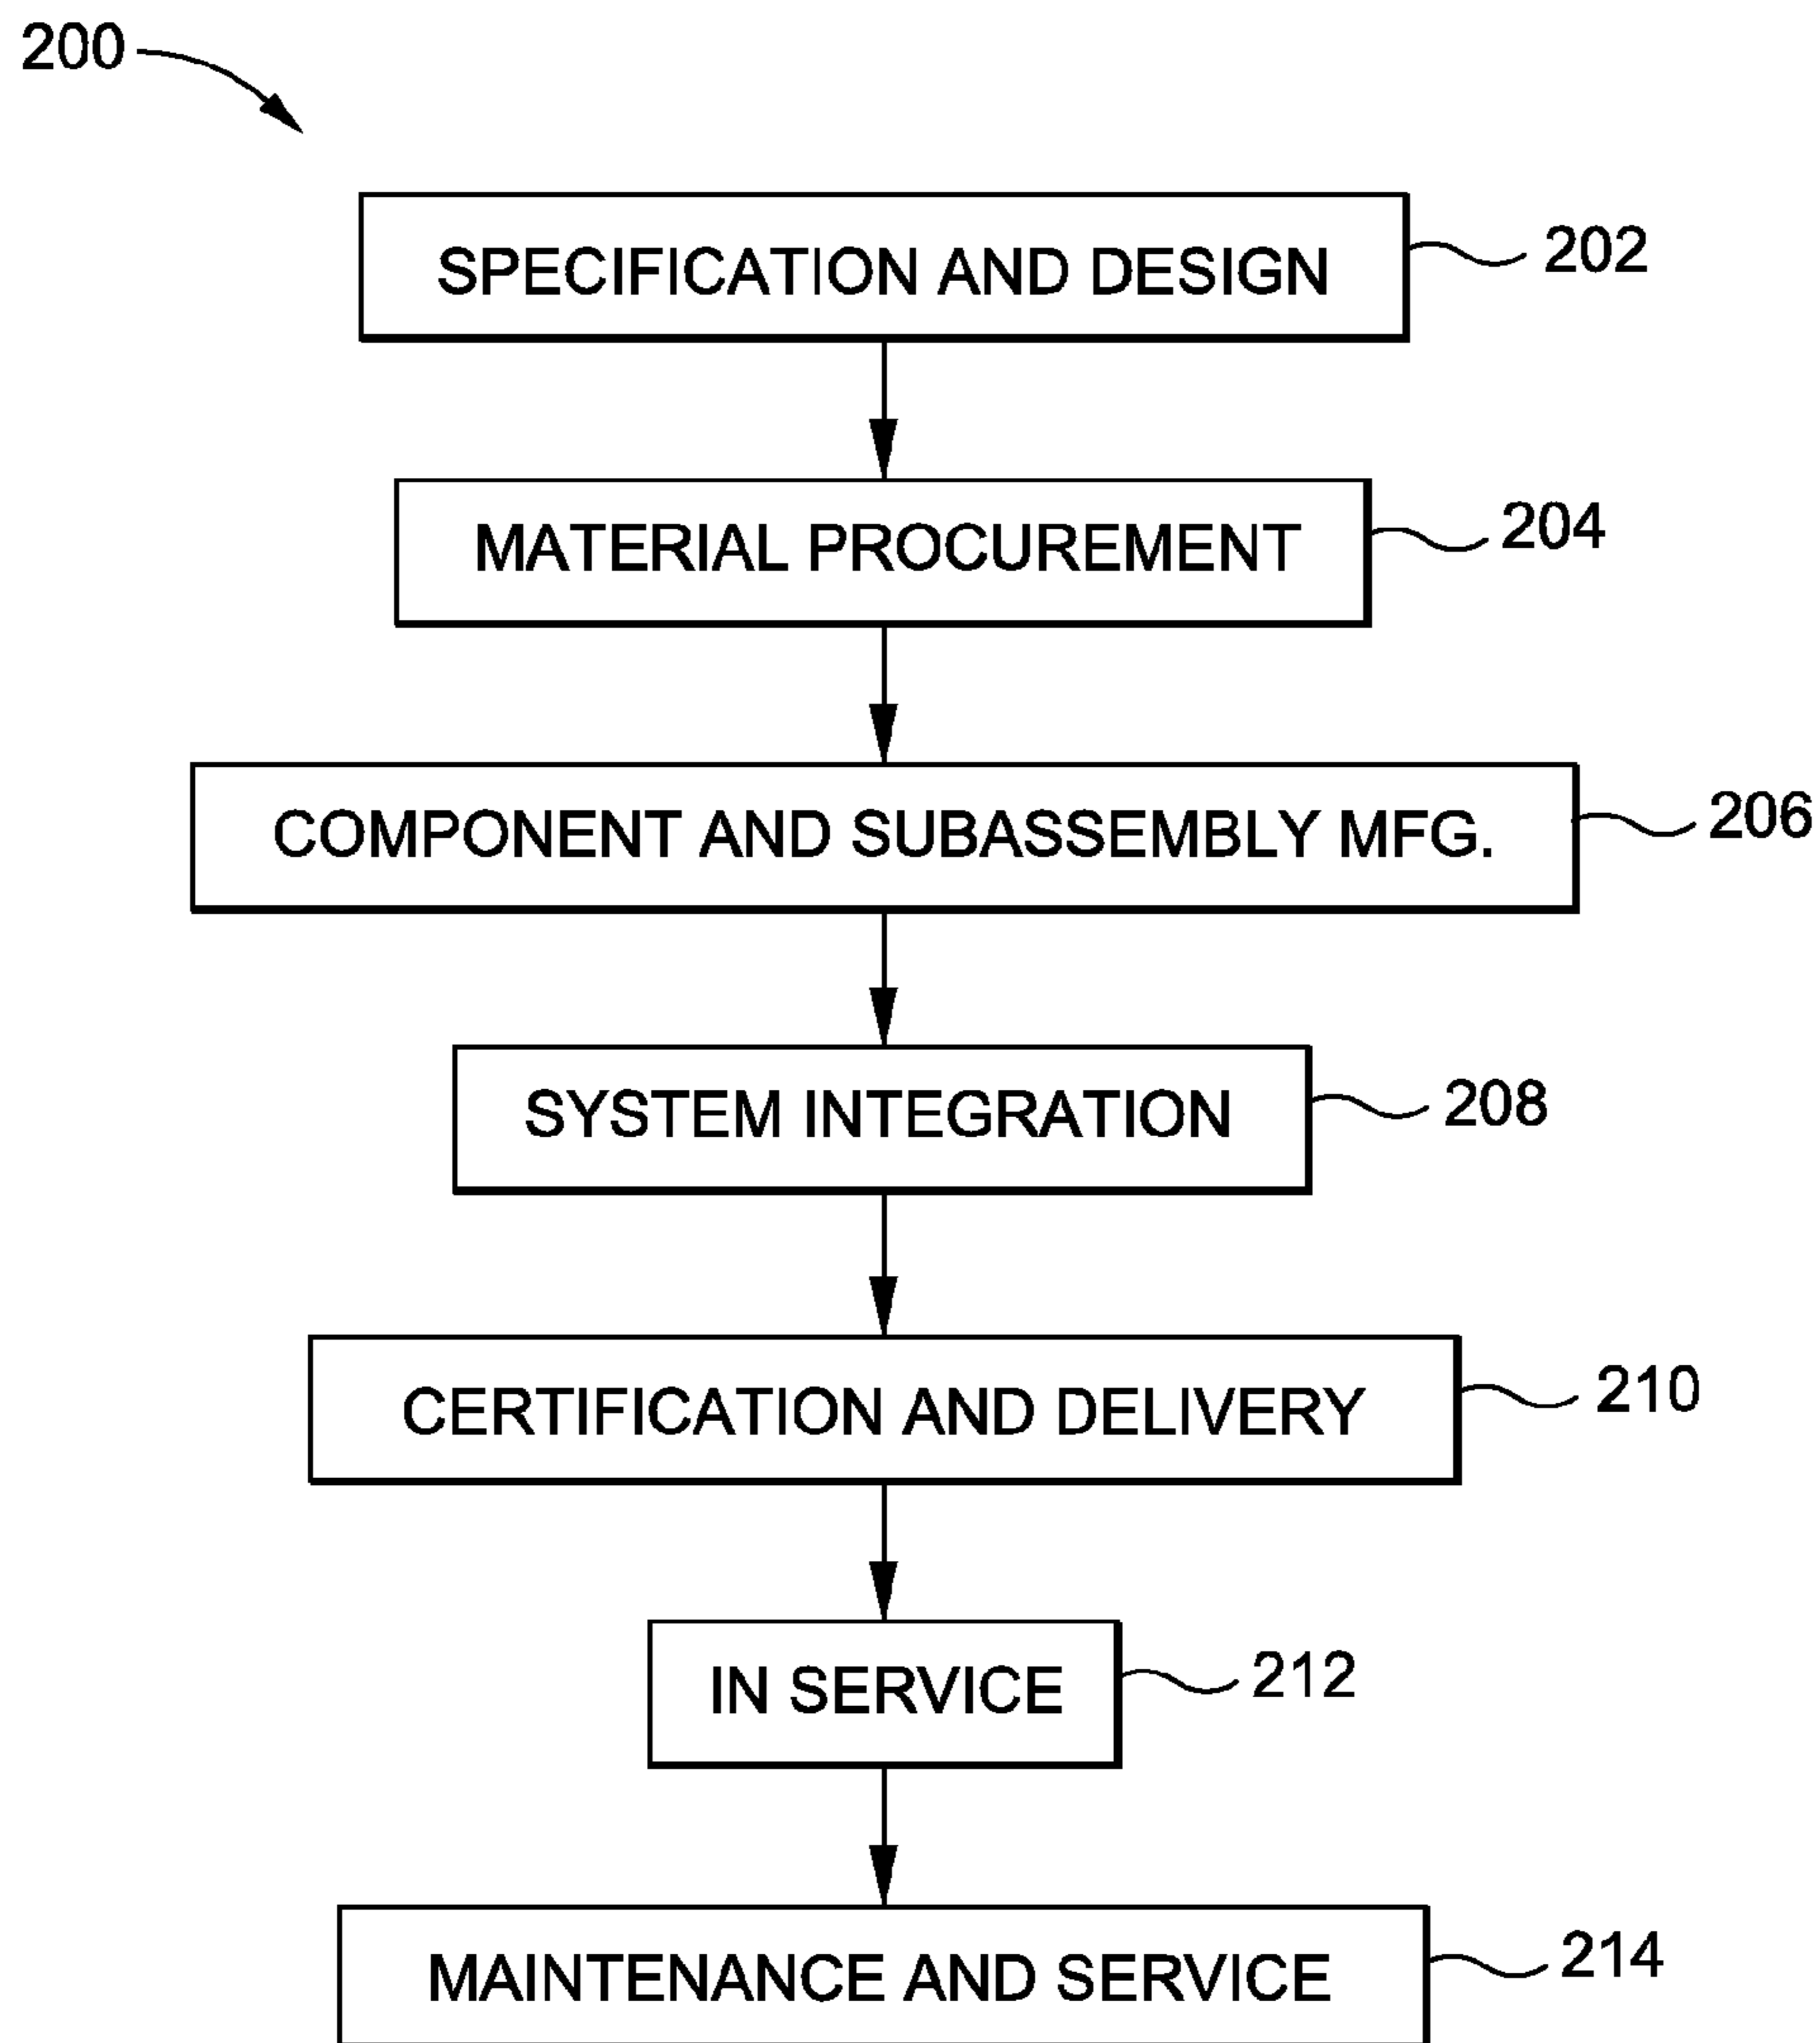 200
SPECIFICATION AND DESIGN 202
MATERIAL PROCUREMENT 204
COMPONENT AND SUBASSEMBLY MFG. 206
SYSTEM INTEGRATION 208
CERTIFICATION AND DELIVERY 210
IN SERVICE 212
MAINTENANCE AND SERVICE 214